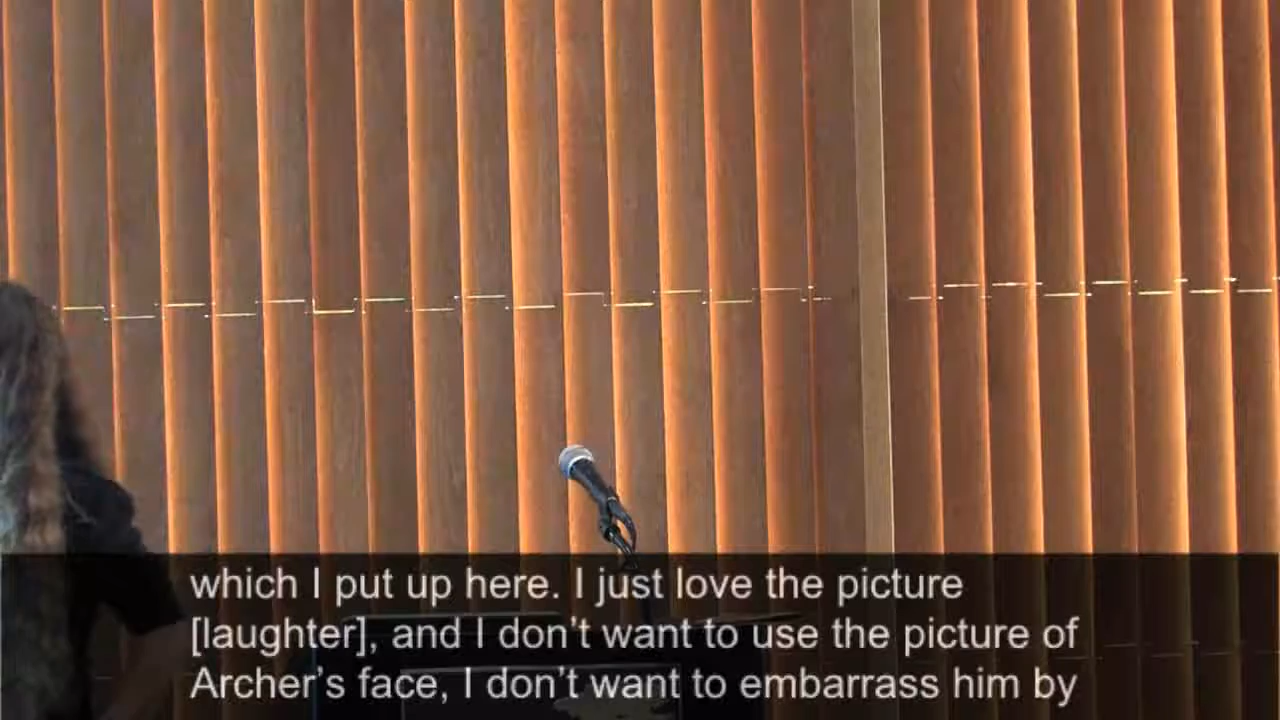 which I put up here. I just love the picture
[laughter], and I don’t want to use the picture of
Archer’s face, I don’t want to embarrass him by